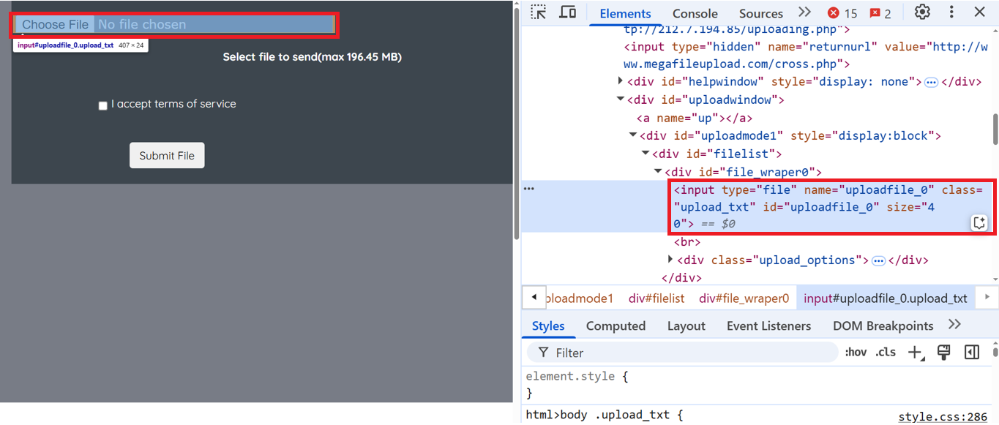 Choose File No file chosen
input#uploadfile_0.upload_txt 407 × 24
Select file to send(max 196.45 MB)
I accept terms of service
Submit File
Elements Console Sources 15 2
tp://212.7.194.85/uploading.php">
<input type="hidden" name="returnurl" value="http://w
ww.megafileupload.com/cross.php">
<div id="helpwindow" style="display: none"> … </div>
<div id="uploadwindow">
<a name="up"></a>
<div id="uploadmode1" style="display:block">
<div id="filelist">
<div id="file_wraper0">
<input type="file" name="uploadfile_0" class=
"upload_txt" id="uploadfile_0" size="4
0"> == $0
<br>
<div class="upload_options"> … </div>
</div>
ploadmode1 div#filelist div#file_wraper0 input#uploadfile_0.upload_txt
Styles Computed Layout Event Listeners DOM Breakpoints
Filter :hov .cls
element.style {
}
html>body .upload_txt { style.css:286